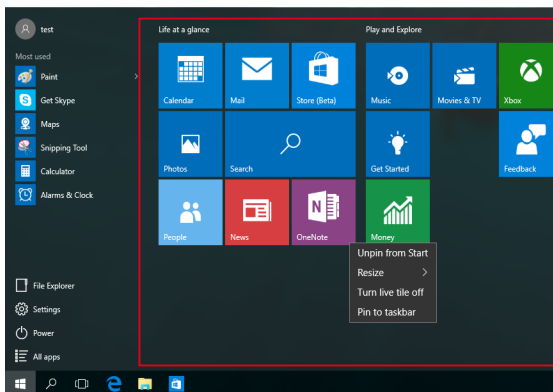 test
Most used
Paint
Get Skype
Maps
Snipping Tool
Calculator
Alarms & Clock
File Explorer
Settings
Power
All apps
Life at a glance
Calendar
Mail
Store (Beta)
Photos
Search
People
News
OneNote
Play and Explore
Music
Movies & TV
Xbox
Get Started
Feedback
Money
Unpin from Start
Resize
Turn live tile off
Pin to taskbar